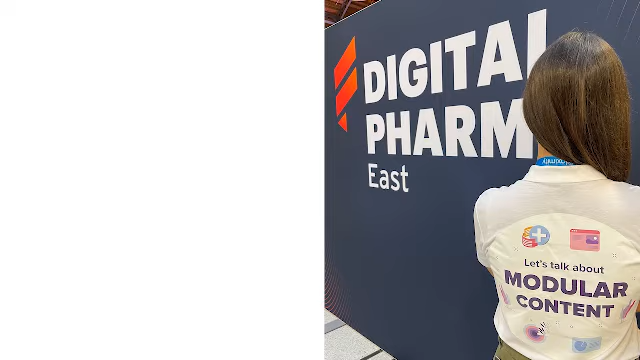 DIGITAL
PHARM
East
Let's talk about
MODULAR
CONTENT